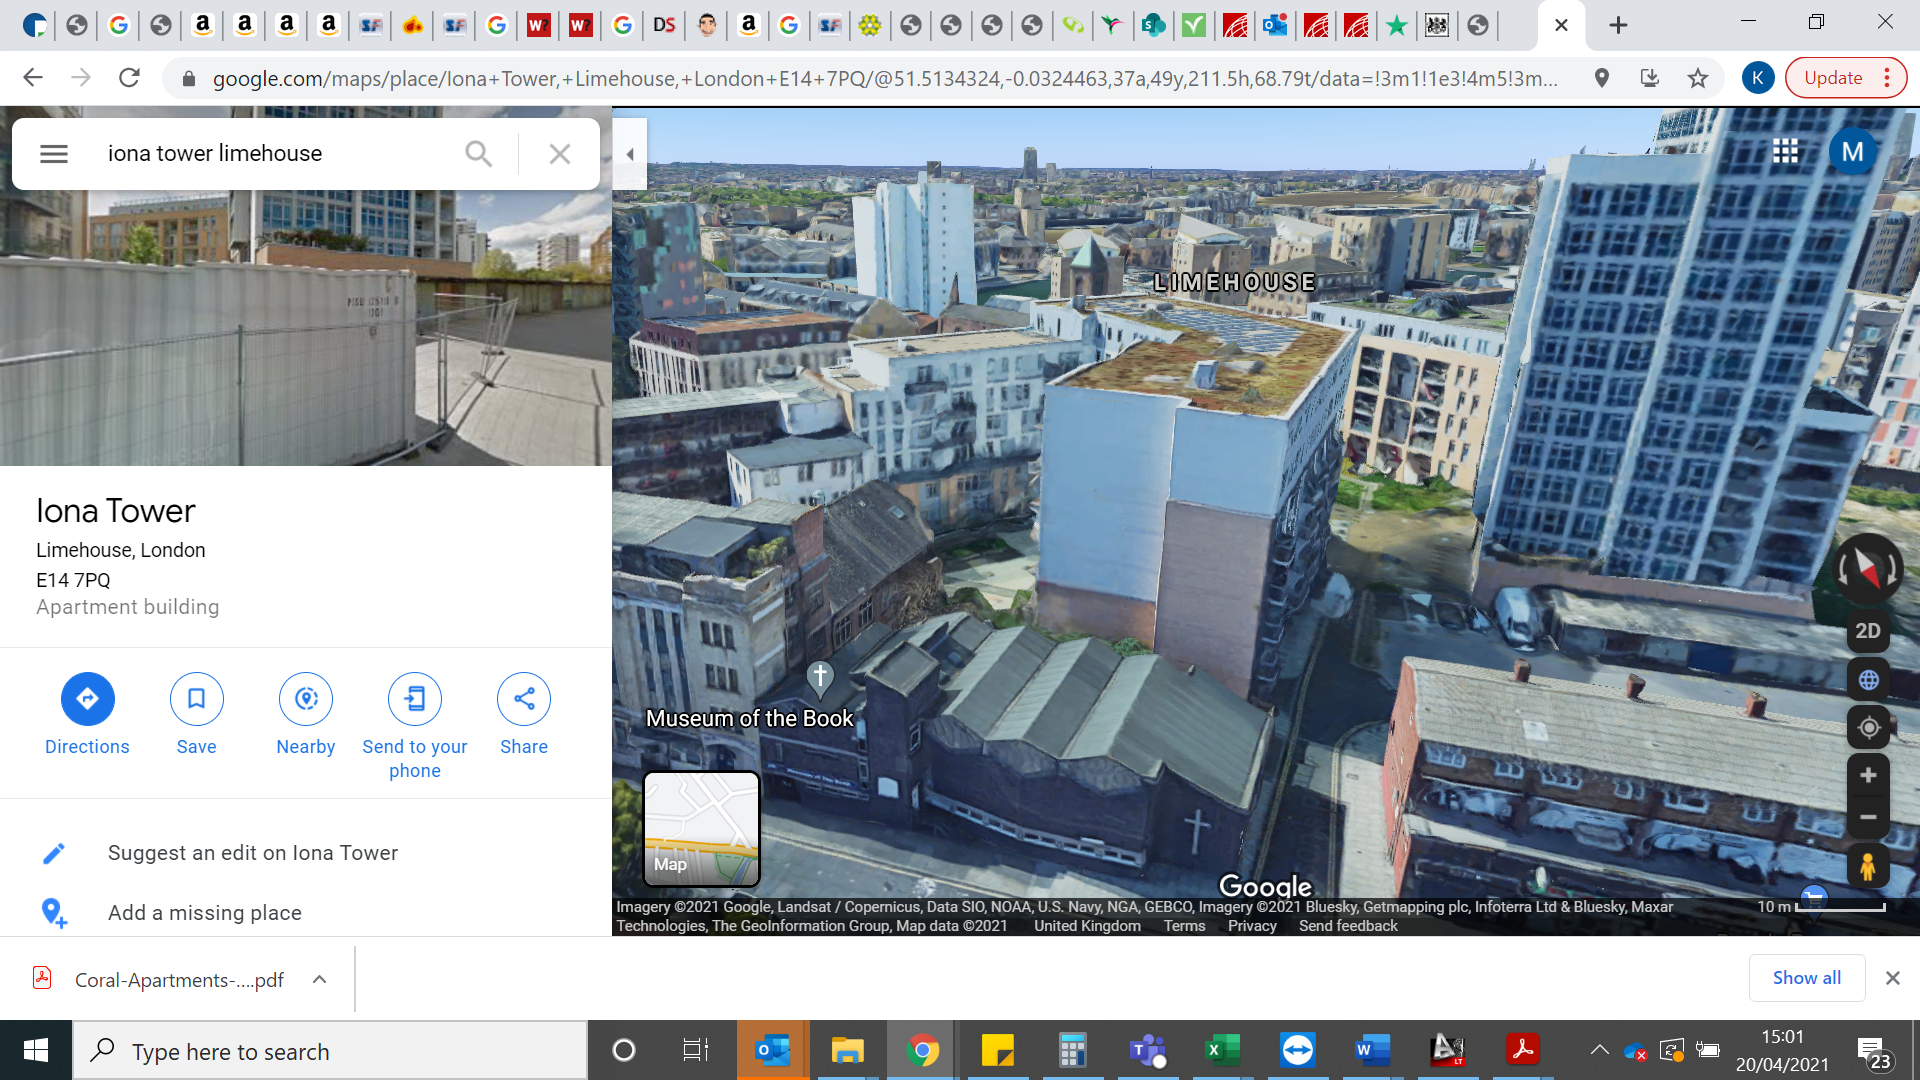 google.com/maps/place/Iona+Tower,+Limehouse,+London+E14+7PQ/@51.5134324,-0.0324463,37a,49y,211.5h,68.79t/data=!3m1!1e3!4m5!3m...
K
Update
iona tower limehouse
M
LIMEHOUSE
Iona Tower
Limehouse, London
E14 7PQ
Apartment building
2D
Directions
Save
Nearby
Send to your
phone
Share
Museum of the Book
Map
Suggest an edit on Iona Tower
Add a missing place
Google
Imagery ©2021 Google, Landsat / Copernicus, Data SIO, NOAA, U.S. Navy, NGA, GEBCO, Imagery ©2021 Bluesky, Getmapping plc, Infoterra Ltd & Bluesky, Maxar
10 m
Technologies, The GeoInformation Group, Map data ©2021 United Kingdom Terms Privacy Send feedback
Coral-Apartments-....pdf
Show all
Type here to search
15:01
20/04/2021
23